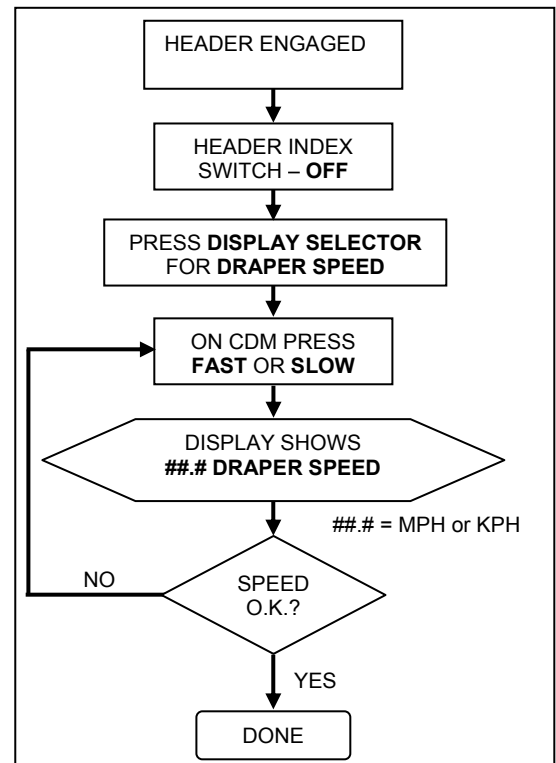 HEADER ENGAGED
HEADER INDEX
SWITCH – OFF
PRESS DISPLAY SELECTOR
FOR DRAPER SPEED
ON CDM PRESS
FAST OR SLOW
DISPLAY SHOWS
##.# DRAPER SPEED
##.# = MPH or KPH
NO
SPEED
O.K.?
YES
DONE